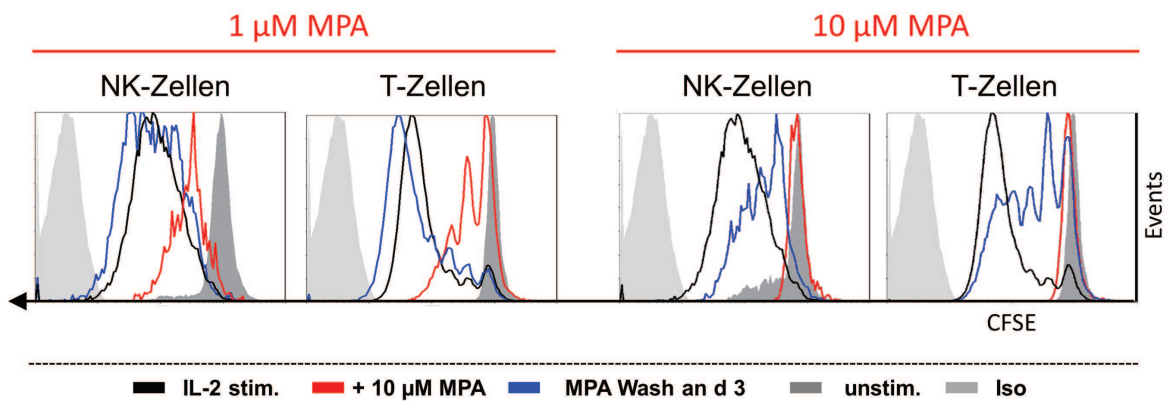 1 µM MPA 10 µM MPA
NK-Zellen T-Zellen NK-Zellen T-Zellen
Events
CFSE
IL-2 stim. + 10 µM MPA MPA Wash an d 3 unstim. Iso